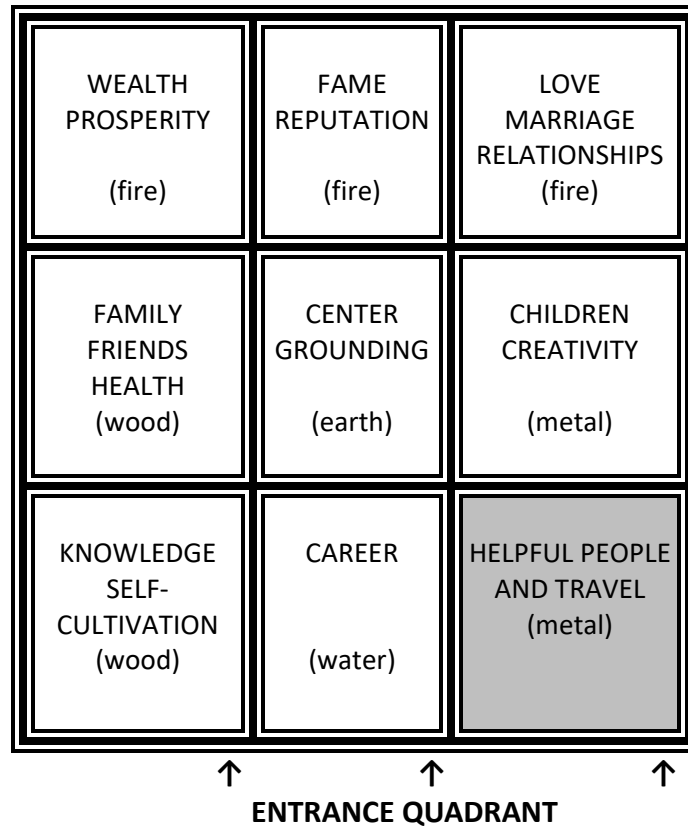 WEALTH
PROSPERITY
(fire)
FAME
REPUTATION
(fire)
LOVE
MARRIAGE
RELATIONSHIPS
(fire)
FAMILY
FRIENDS
HEALTH
(wood)
CENTER
GROUNDING
(earth)
CHILDREN
CREATIVITY
(metal)
KNOWLEDGE
SELF-
CULTIVATION
(wood)
CAREER
(water)
HELPFUL PEOPLE
AND TRAVEL
(metal)
↑ ↑ ↑
ENTRANCE QUADRANT